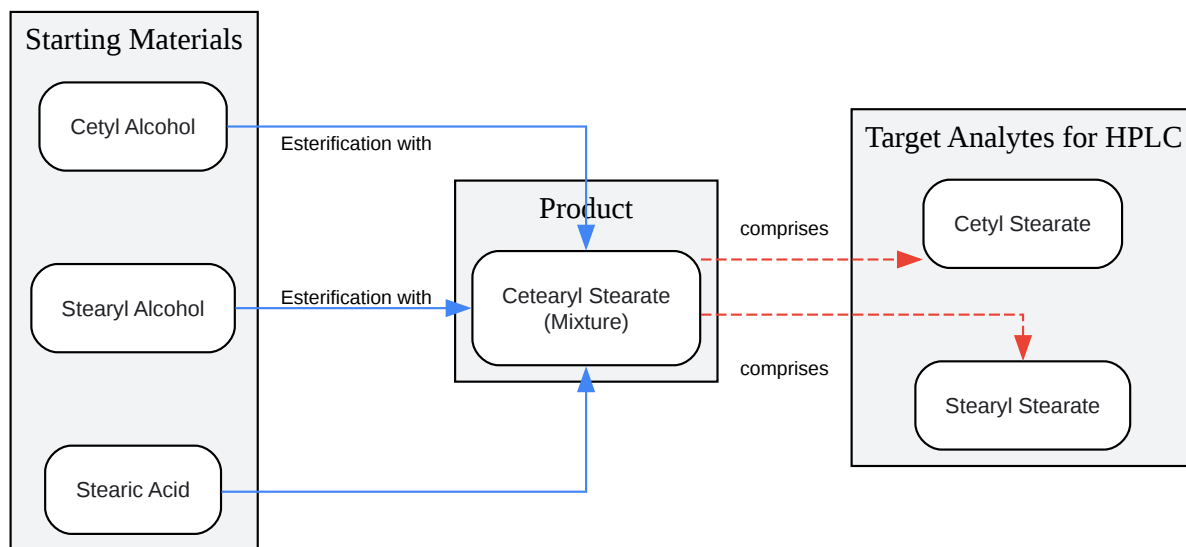 Starting Materials
Cetyl Alcohol
Stearyl Alcohol
Stearic Acid
Esterification with
Esterification with
Product
Cetearyl Stearate
(Mixture)
comprises
comprises
Target Analytes for HPLC
Cetyl Stearate
Stearyl Stearate